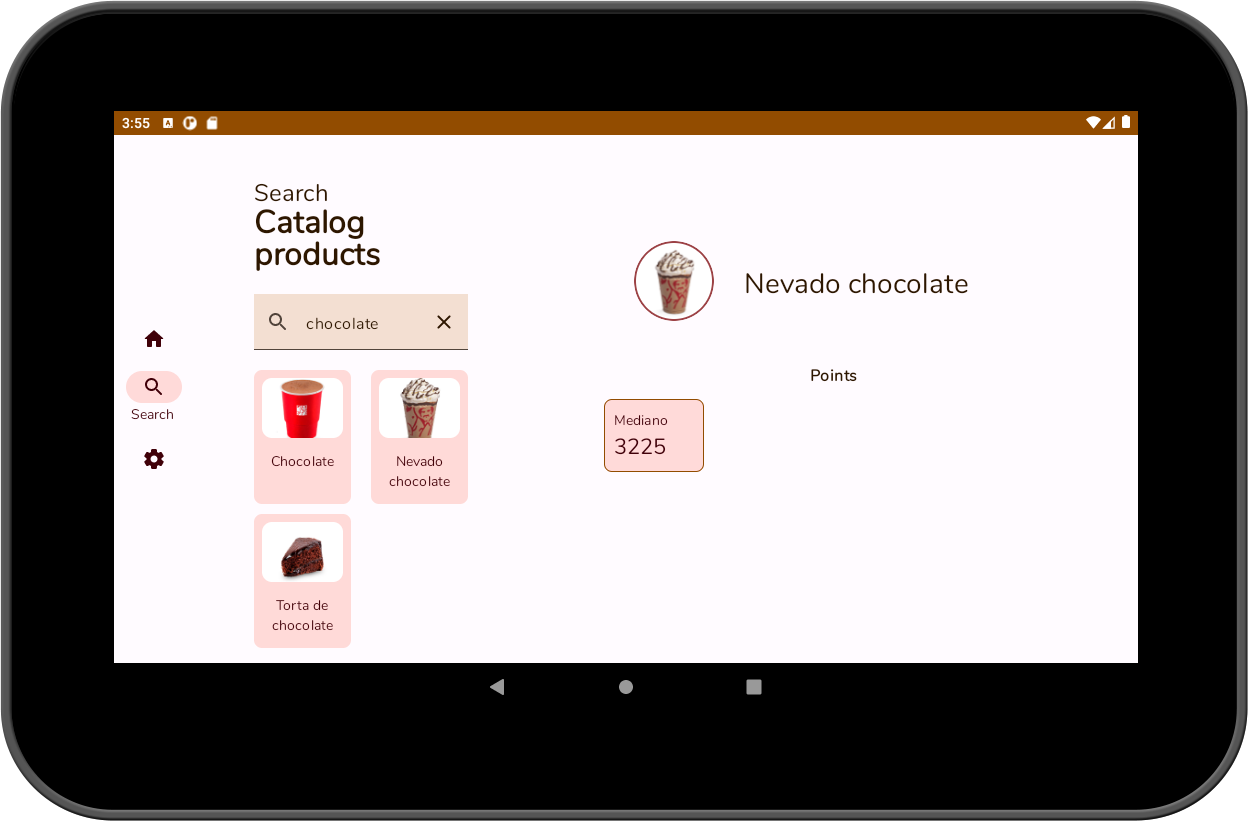 3:55
Search
Catalog
products
chocolate
Search
Chocolate
Nevado
chocolate
Torta de
chocolate
Nevado chocolate
Points
Mediano
3225